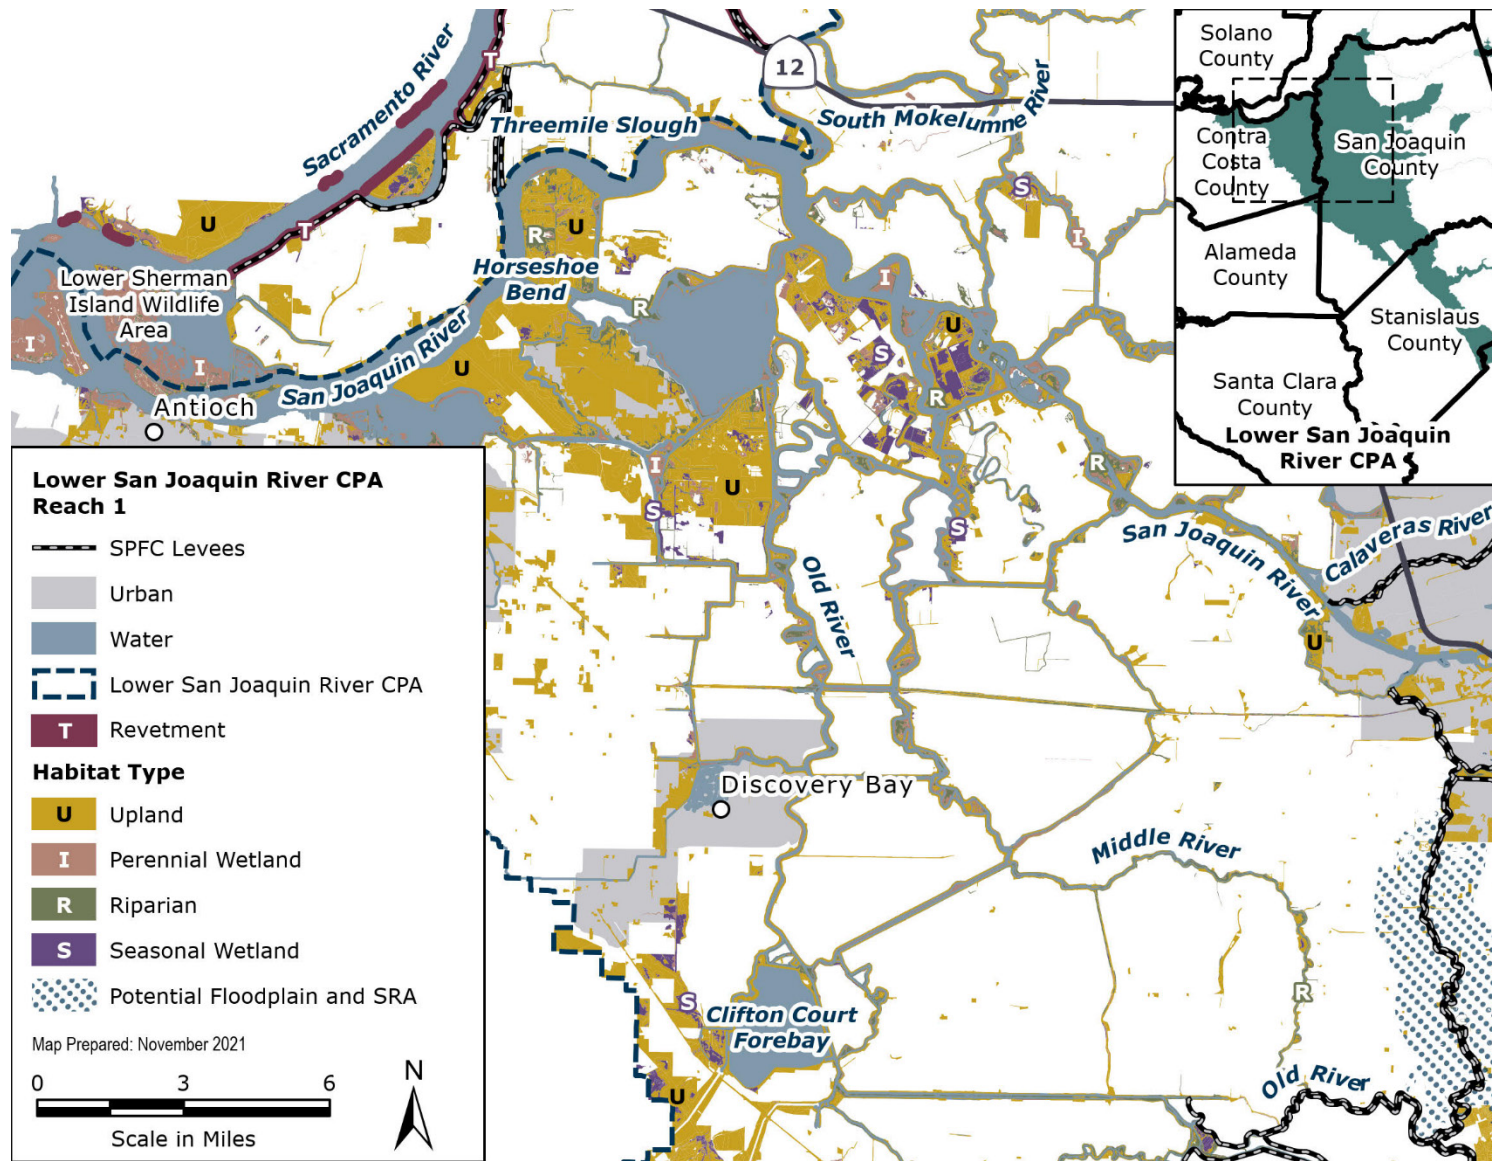 Sacramento River
T
12
South Mokelumne River
Threemile Slough
U
T
S
I
R
U
Horseshoe
Bend
Lower Sherman
Island Wildlife
Area
I
R
I
U
S
I
San Joaquin River
U
R
Antioch
I
R
U
S
S
San Joaquin River
Calaveras River
Old River
U
Discovery Bay
Middle River
R
S
Clifton Court
Forebay
U
Old River
Solano
County
Contra
Costa
County
San Joaquin
County
Alameda
County
Stanislaus
County
Santa Clara
County
Lower San Joaquin
River CPA
Lower San Joaquin River CPA
Reach 1
SPFC Levees
Urban
Water
Lower San Joaquin River CPA
T Revetment
Habitat Type
U Upland
I Perennial Wetland
R Riparian
S Seasonal Wetland
Potential Floodplain and SRA
Map Prepared: November 2021
0 3 6
Scale in Miles
N